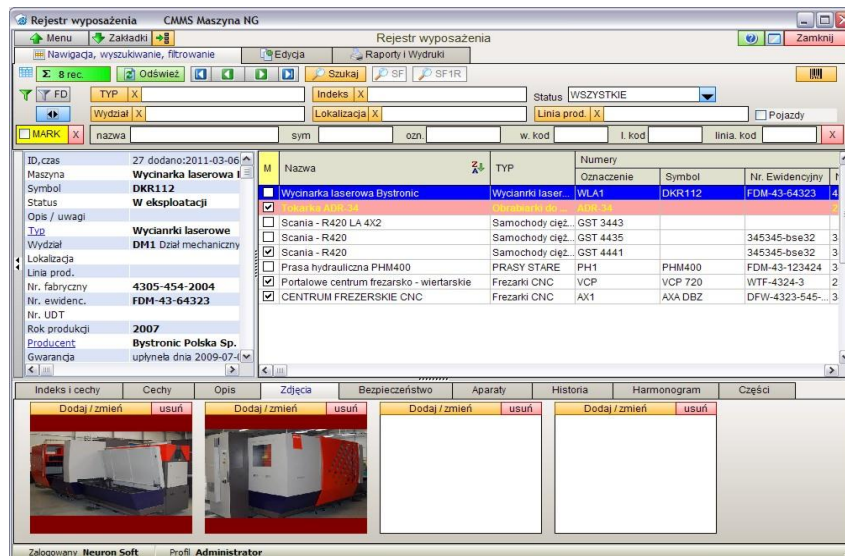 Rejestr wyposażenia CMMS Maszyna NG
Menu Zakładki Rejestr wyposażenia Zamknij
Nawigacja, wyszukiwanie, filtrowanie Edycja Raporty i Wydruki
Σ 8 rec. Odśwież Szukaj SF SF1R
FD TYP X Indeks X Status WSZYSTKIE
Wydział X Lokalizacja X Linia prod. X Pojazdy
MARK X nazwa sym ozn. w. kod l. kod linia. kod X
ID,czas 27 dodano:2011-03-06
Maszyna Wycinarka laserowa
Symbol DKR112
Status W eksploatacji
Opis / uwagi
Typ Wycianrki laserowe
Wydział DM1 Dział mechaniczny
Lokalizacja
Linia prod.
Nr. fabryczny 4305-454-2004
Nr. ewidenc. FDM-43-64323
Nr. UDT
Rok produkcji 2007
Producent Bystronic Polska Sp.
Gwarancja upłynęła dnia 2009-07-
M Nazwa TYP Numery
Oznaczenie Symbol Nr. Ewidencyjny
Wycinarka laserowa Bystronic Wycianrki laser... WLA1 DKR112 FDM-43-64323 4
Tokarka ADR-34 Obrabiarki do ... ADR-34
Scania - R420 LA 4X2 Samochody cięż... GST 3443
Scania - R420 Samochody cięż... GST 4435 345345-bse32 3
Scania - R420 Samochody cięż... GST 4441 345345-bse32 3
Prasa hydrauliczna PHM400 PRASY STARE PH1 PHM400 FDM-43-123424 3
Portalowe centrum frezarsko - wiertarskie Frezarki CNC VCP VCP 720 WTF-4324-3 2
CENTRUM FREZERSKIE CNC Frezarki CNC AX1 AXA DBZ DFW-4323-545-... 3
Indeks i cechy Cechy Opis Zdjęcia Bezpieczeństwo Aparaty Historia Harmonogram Części
Dodaj / zmień usuń Dodaj / zmień usuń Dodaj / zmień usuń Dodaj / zmień usuń
Zalogowany Neuron Soft Profil Administrator